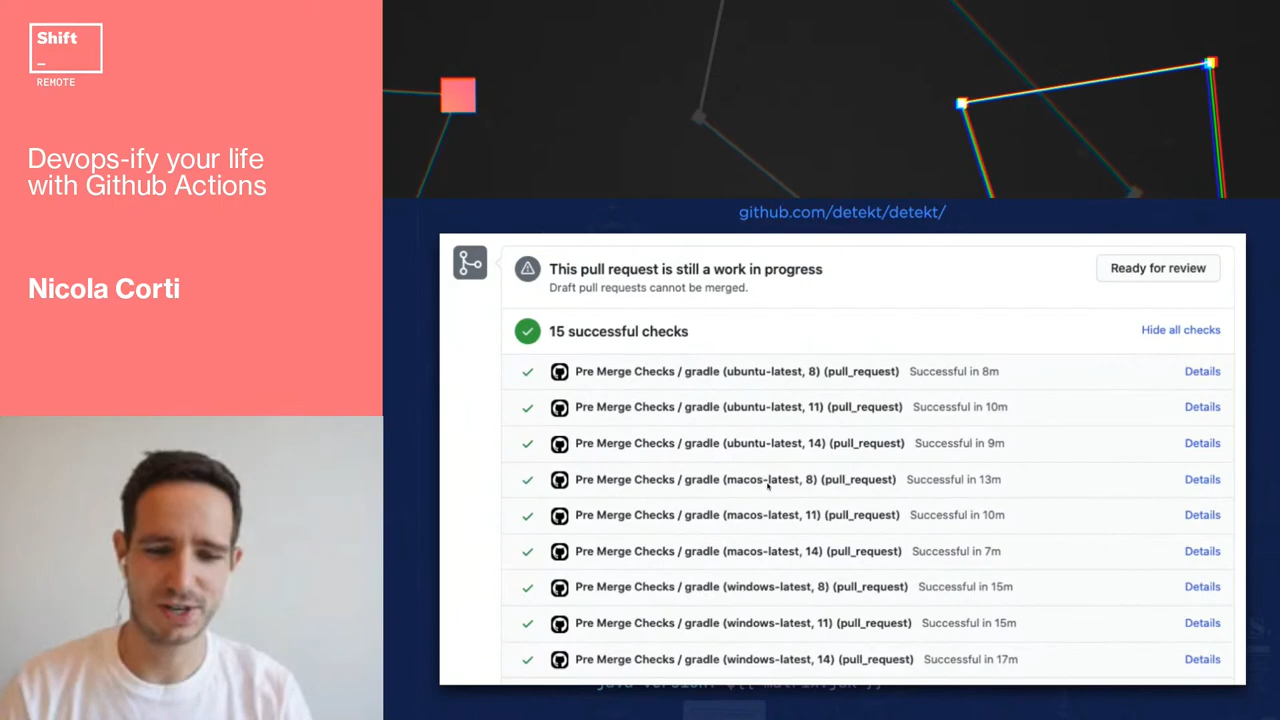 Shift
_
REMOTE
Devops-ify your life
with Github Actions
Nicola Corti
github.com/detekt/detekt/
This pull request is still a work in progress
Draft pull requests cannot be merged.
Ready for review
15 successful checks
Hide all checks
Pre Merge Checks / gradle (ubuntu-latest, 8) (pull_request) Successful in 8m Details
Pre Merge Checks / gradle (ubuntu-latest, 11) (pull_request) Successful in 10m Details
Pre Merge Checks / gradle (ubuntu-latest, 14) (pull_request) Successful in 9m Details
Pre Merge Checks / gradle (macos-latest, 8) (pull_request) Successful in 13m Details
Pre Merge Checks / gradle (macos-latest, 11) (pull_request) Successful in 10m Details
Pre Merge Checks / gradle (macos-latest, 14) (pull_request) Successful in 7m Details
Pre Merge Checks / gradle (windows-latest, 8) (pull_request) Successful in 15m Details
Pre Merge Checks / gradle (windows-latest, 11) (pull_request) Successful in 15m Details
Pre Merge Checks / gradle (windows-latest, 14) (pull_request) Successful in 17m Details